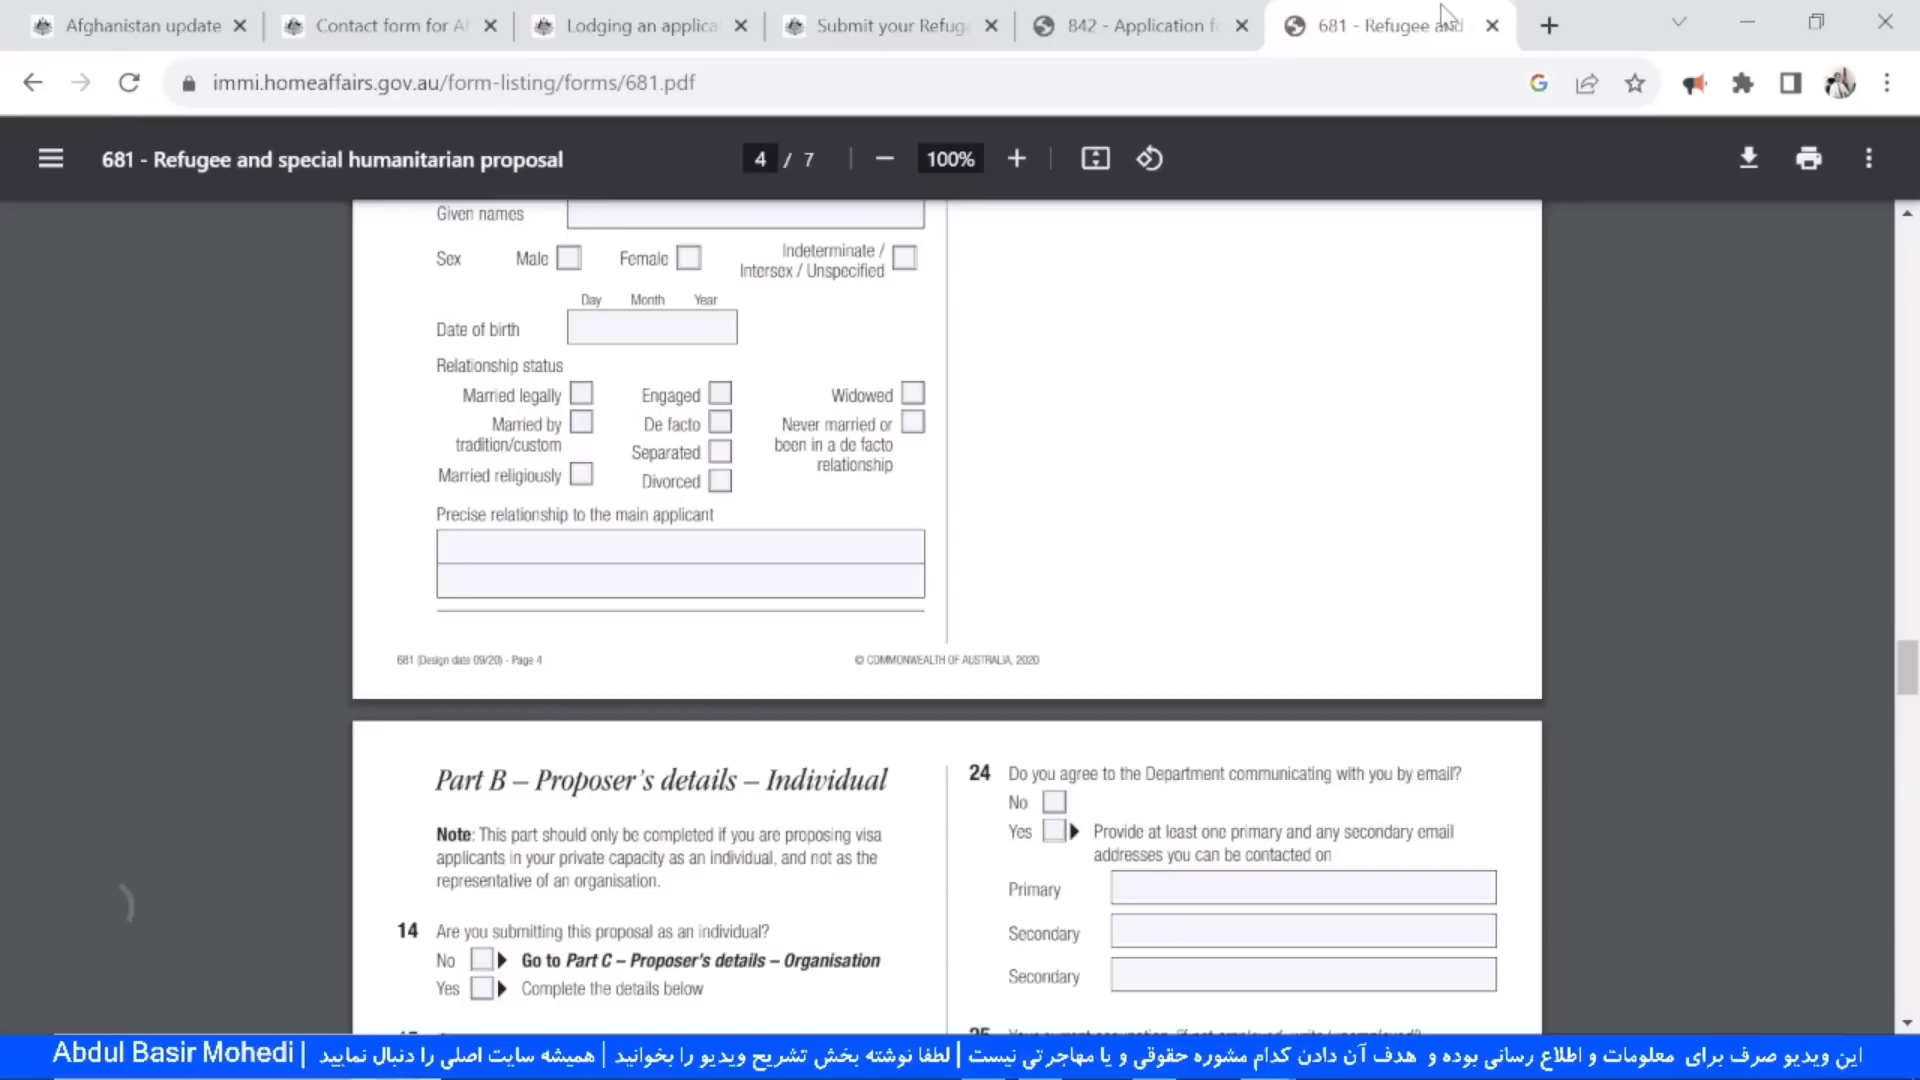 Afghanistan update
Contact form for Af
Lodging an applica
Submit your Refug
842 - Application f
681 - Refugee and
immi.homeaffairs.gov.au/form-listing/forms/681.pdf
681 - Refugee and special humanitarian proposal
4 / 7
100%
Given names
Sex Male Female Indeterminate /
Intersex / Unspecified
Day Month Year
Date of birth
Relationship status
Married legally Engaged Widowed
Married by De facto Never married or
tradition/custom Separated been in a de facto
relationship
Married religiously Divorced
Precise relationship to the main applicant
681 (Design date 09/20) - Page 4
© COMMONWEALTH OF AUSTRALIA, 2020
Part B – Proposer's details – Individual
Note: This part should only be completed if you are proposing visa
applicants in your private capacity as an individual, and not as the
representative of an organisation.
14 Are you submitting this proposal as an individual?
No Go to Part C – Proposer's details – Organisation
Yes Complete the details below
24 Do you agree to the Department communicating with you by email?
No
Yes Provide at least one primary and any secondary email
addresses you can be contacted on
Primary
Secondary
Secondary
Abdul Basir Mohedi | این ویدیو صرف برای معلومات و اطلاع رسانی بوده و هدف آن دادن کدام مشوره حقوقی و یا مهاجرتی نیست | لطفا نوشته بخش تشریح ویدیو را بخوانید | همیشه سایت اصلی را دنبال نمایید